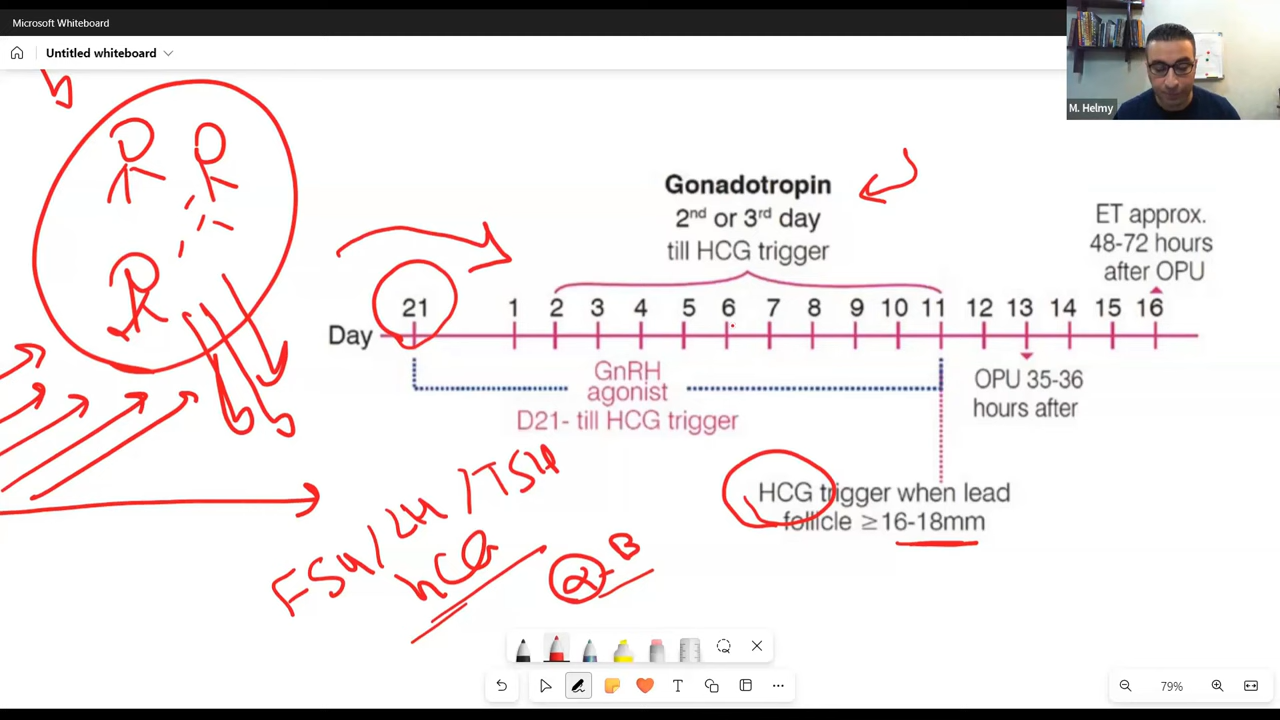 Microsoft Whiteboard
Untitled whiteboard
M. Helmy
b
R R
R
b b
Gonadotropin
2nd or 3rd day
till HCG trigger
ET approx.
48-72 hours
after OPU
21 1 2 3 4 5 6 7 8 9 10 11 12 13 14 15 16
Day
GnRH
agonist
D21- till HCG trigger
OPU 35-36
hours after
HCG trigger when lead
follicle ≥16-18mm
FSH/LH/TSH
hCG
α-B
79%